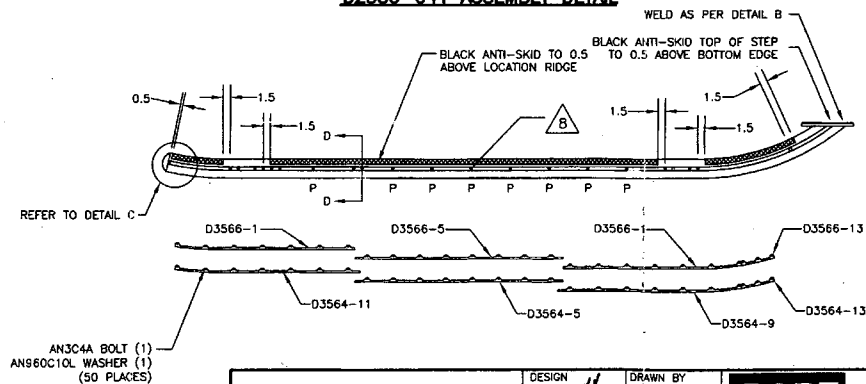 WELD AS PER DETAIL B
BLACK ANTI-SKID TO 0.5
ABOVE LOCATION RIDGE
BLACK ANTI-SKID TOP OF STEP
TO 0.5 ABOVE BOTTOM EDGE
0.5
1.5
1.5
D
D
8
1.5
1.5
1.5
P P P P P P P P
REFER TO DETAIL C
D3566-1
D3566-5
D3566-1
D3566-13
D3564-11
D3564-5
D3564-9
D3564-13
AN3C4A BOLT (1)
AN960C10L WASHER (1)
(50 PLACES)
DESIGN
DRAWN BY